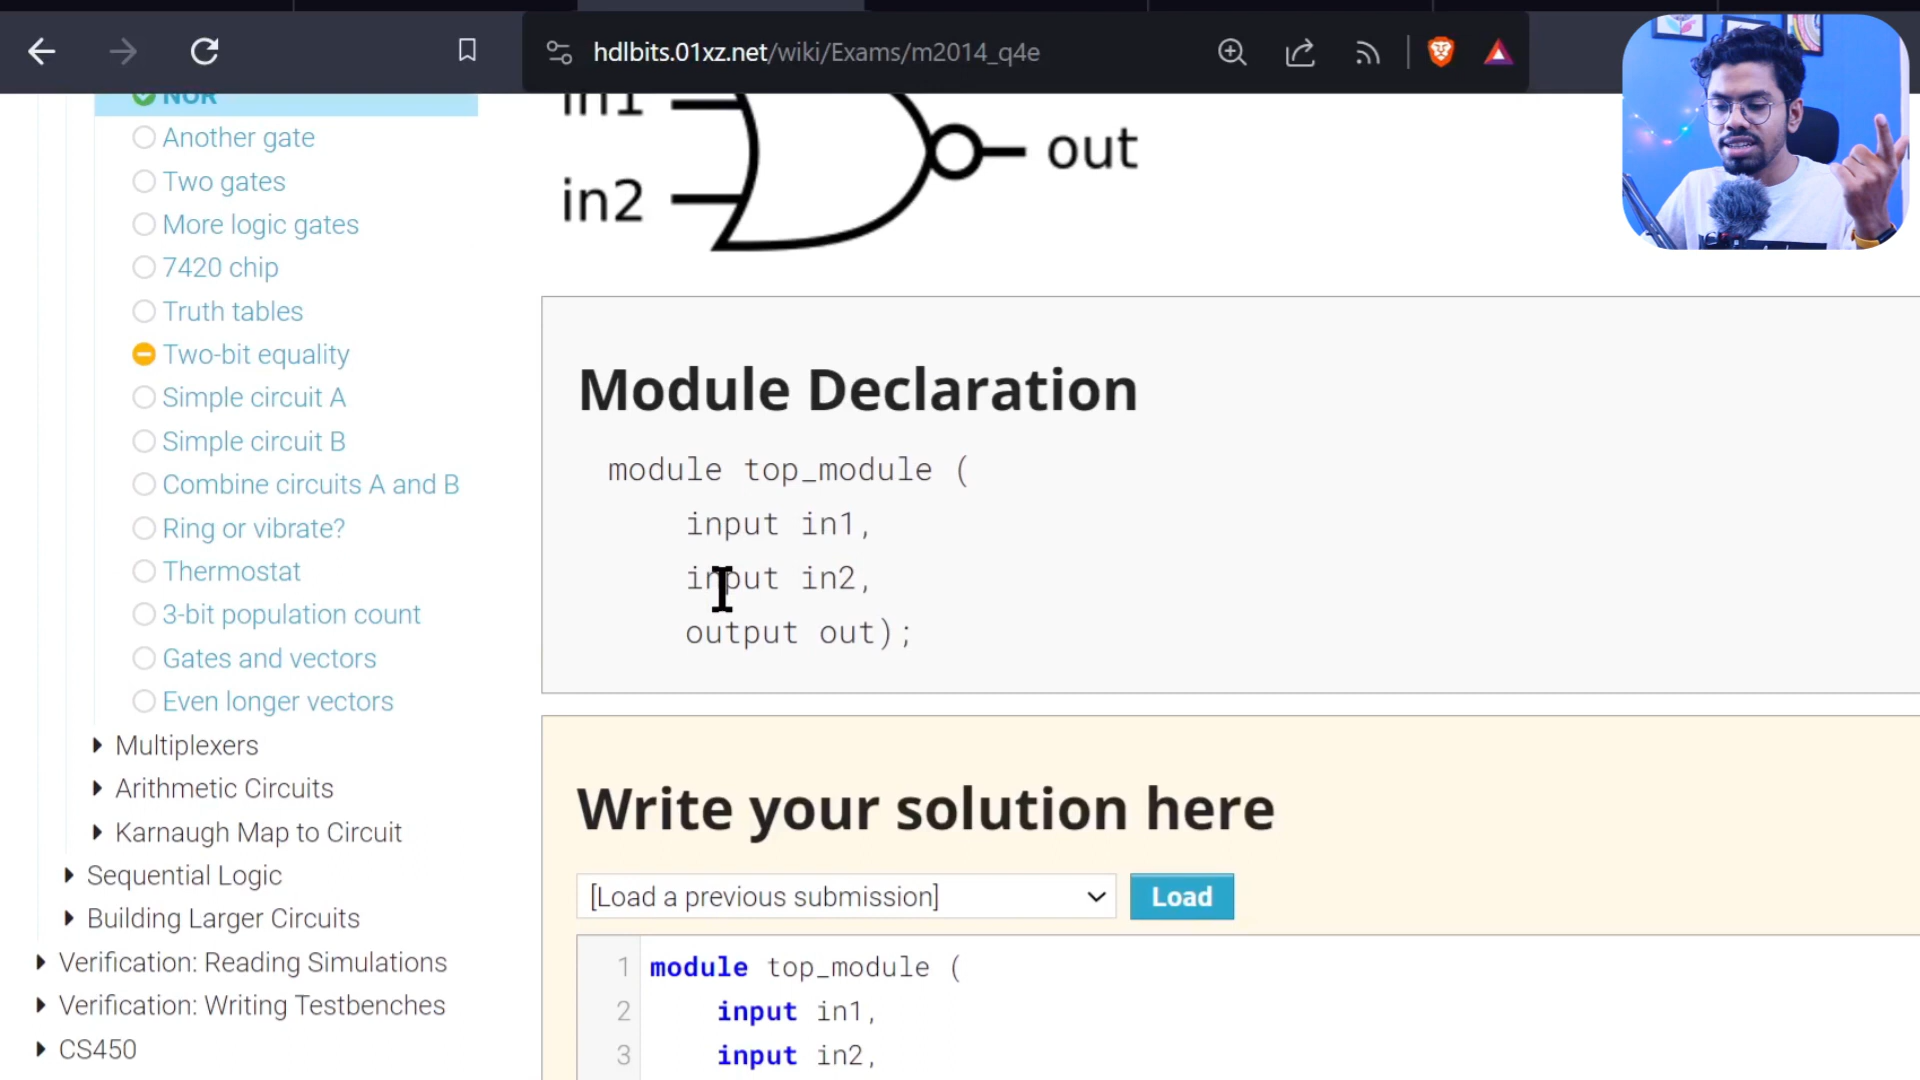 hdlbits.01xz.net/wiki/Exams/m2014_q4e
NOR
Another gate
Two gates
More logic gates
7420 chip
Truth tables
Two-bit equality
Simple circuit A
Simple circuit B
Combine circuits A and B
Ring or vibrate?
Thermostat
3-bit population count
Gates and vectors
Even longer vectors
Multiplexers
Arithmetic Circuits
Karnaugh Map to Circuit
Sequential Logic
Building Larger Circuits
Verification: Reading Simulations
Verification: Writing Testbenches
CS450
in1
in2
out
Module Declaration
module top_module (
input in1,
input in2,
output out);
Write your solution here
[Load a previous submission]
Load
1 module top_module (
2 input in1,
3 input in2,